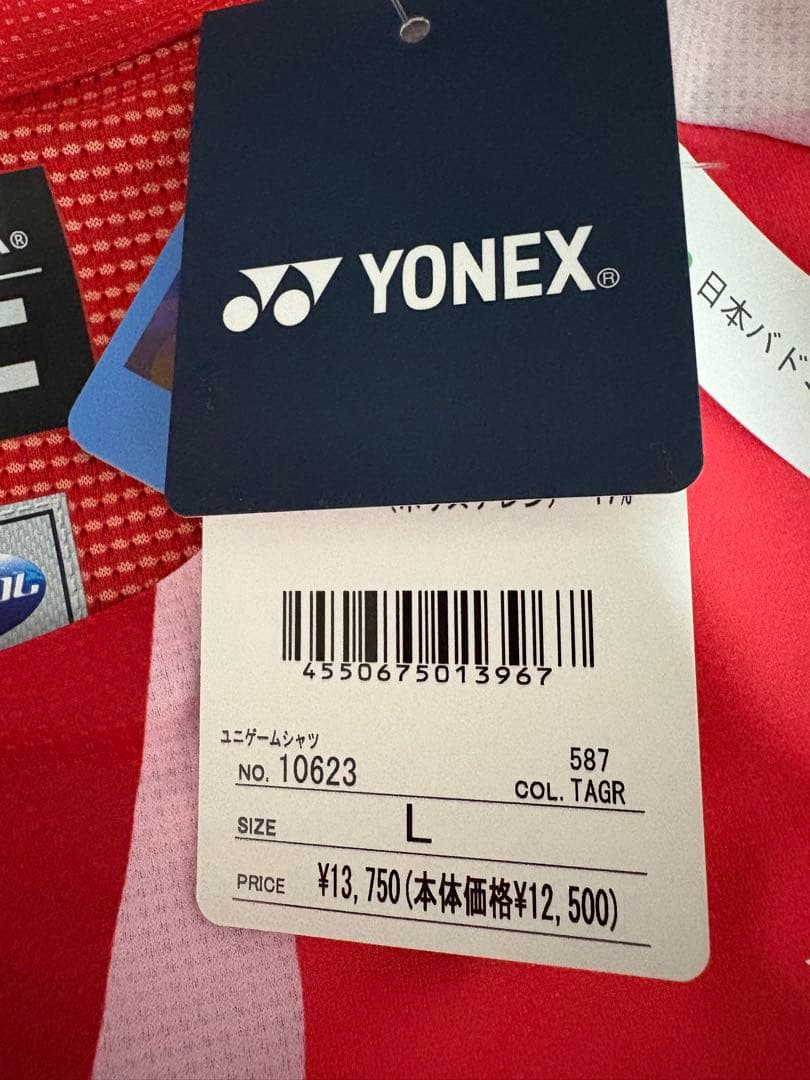 YONEX®
日本バド
4550675013967
ユニゲームシャツ
NO. 10623
587
COL. TAGR
SIZE L
PRICE ¥13,750(本体価格¥12,500)